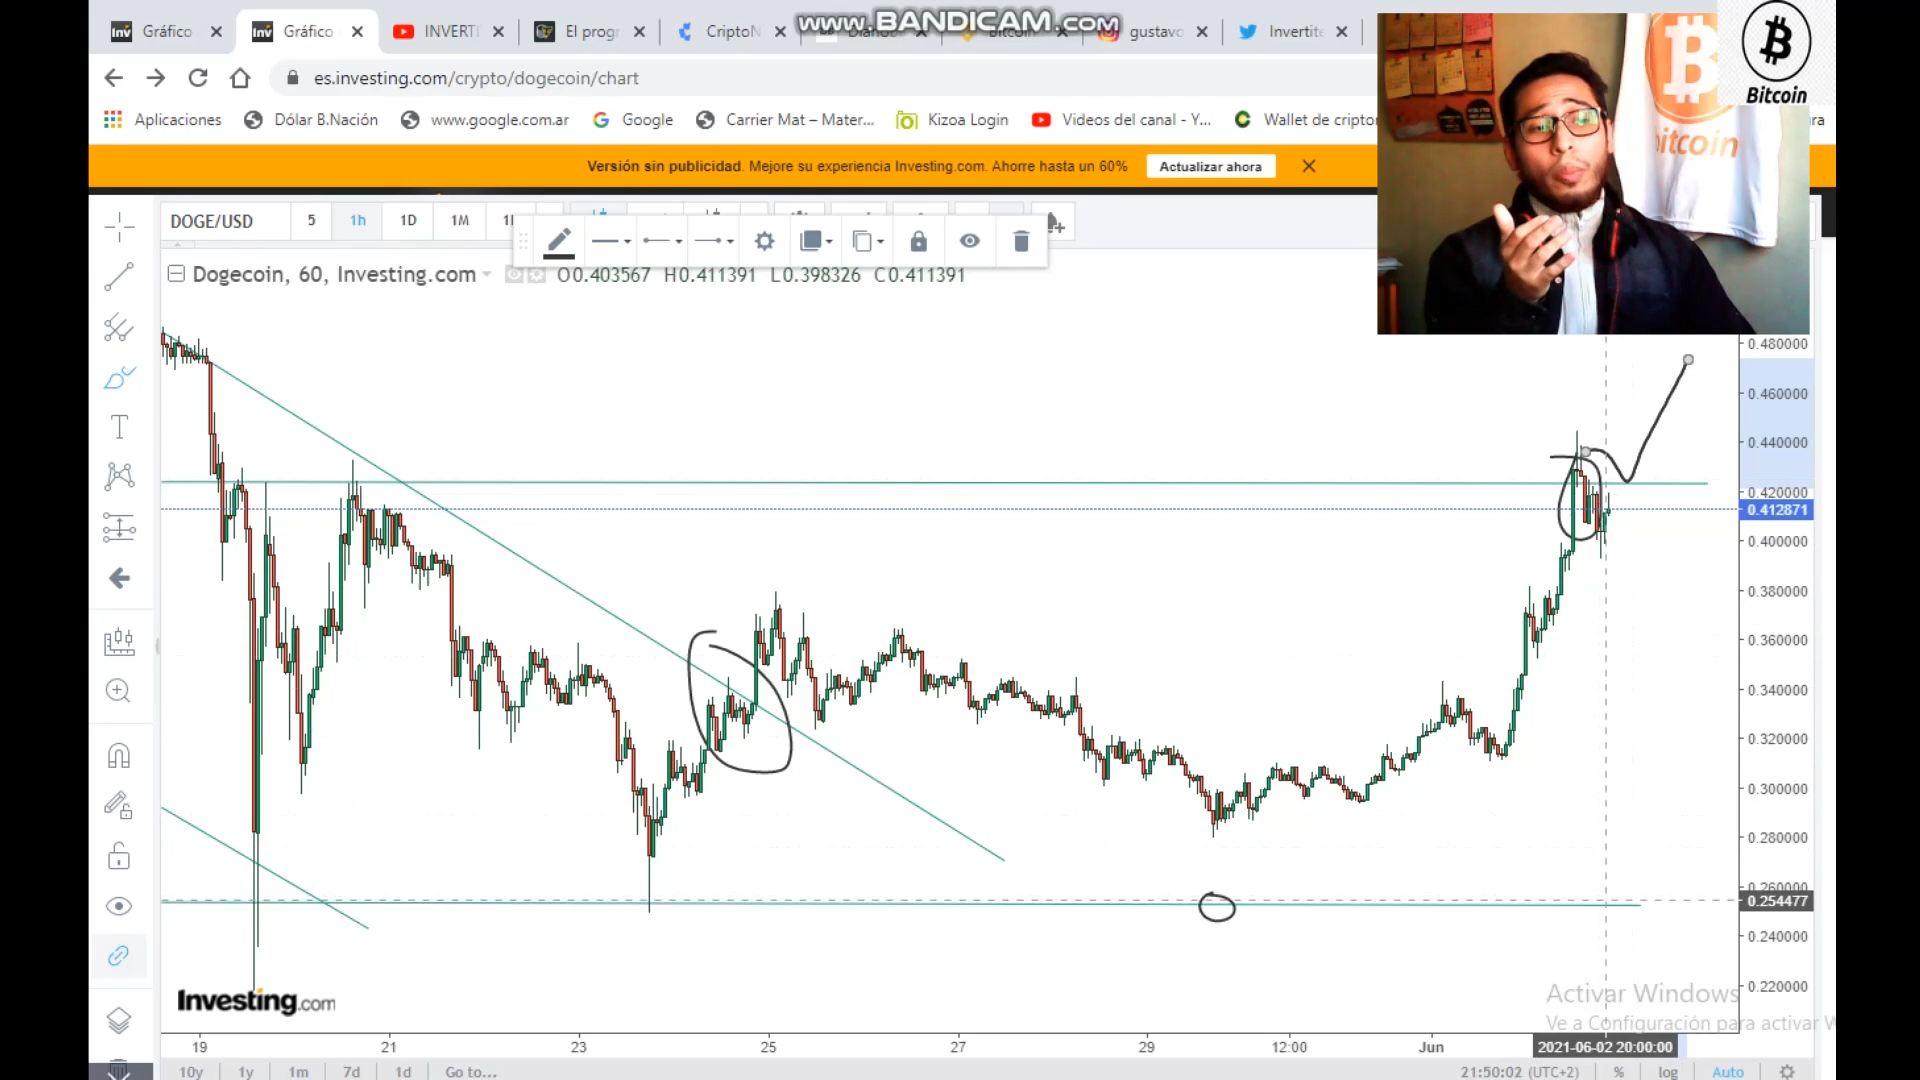 www.BANDICAM.com
Gráfico
Gráfico
INVERTI
El progr
CriptoN
Bitcoin
gustavo
Invertite
es.investing.com/crypto/dogecoin/chart
Aplicaciones
Dólar B.Nación
www.google.com.ar
Google
Carrier Mat – Mater...
Kizoa Login
Videos del canal - Y...
Wallet de criptor
ra
Versión sin publicidad. Mejore su experiencia Investing.com. Ahorre hasta un 60%
Actualizar ahora
Bitcoin
bitcoin
DOGE/USD
5
1h
1D
1M
Dogecoin, 60, Investing.com
O0.403567 H0.411391 L0.398326 C0.411391
0.480000
0.460000
0.440000
0.420000
0.412871
0.400000
0.380000
0.360000
0.340000
0.320000
0.300000
0.280000
0.260000
0.254477
0.240000
0.220000
Investing.com
Activar Windows
Ve a Configuración para activar W
19
21
23
25
27
29
12:00
Jun
2021-06-02 20:00:00
10y
1y
1m
7d
1d
Go to...
21:50:02 (UTC+2)
%
log
Auto